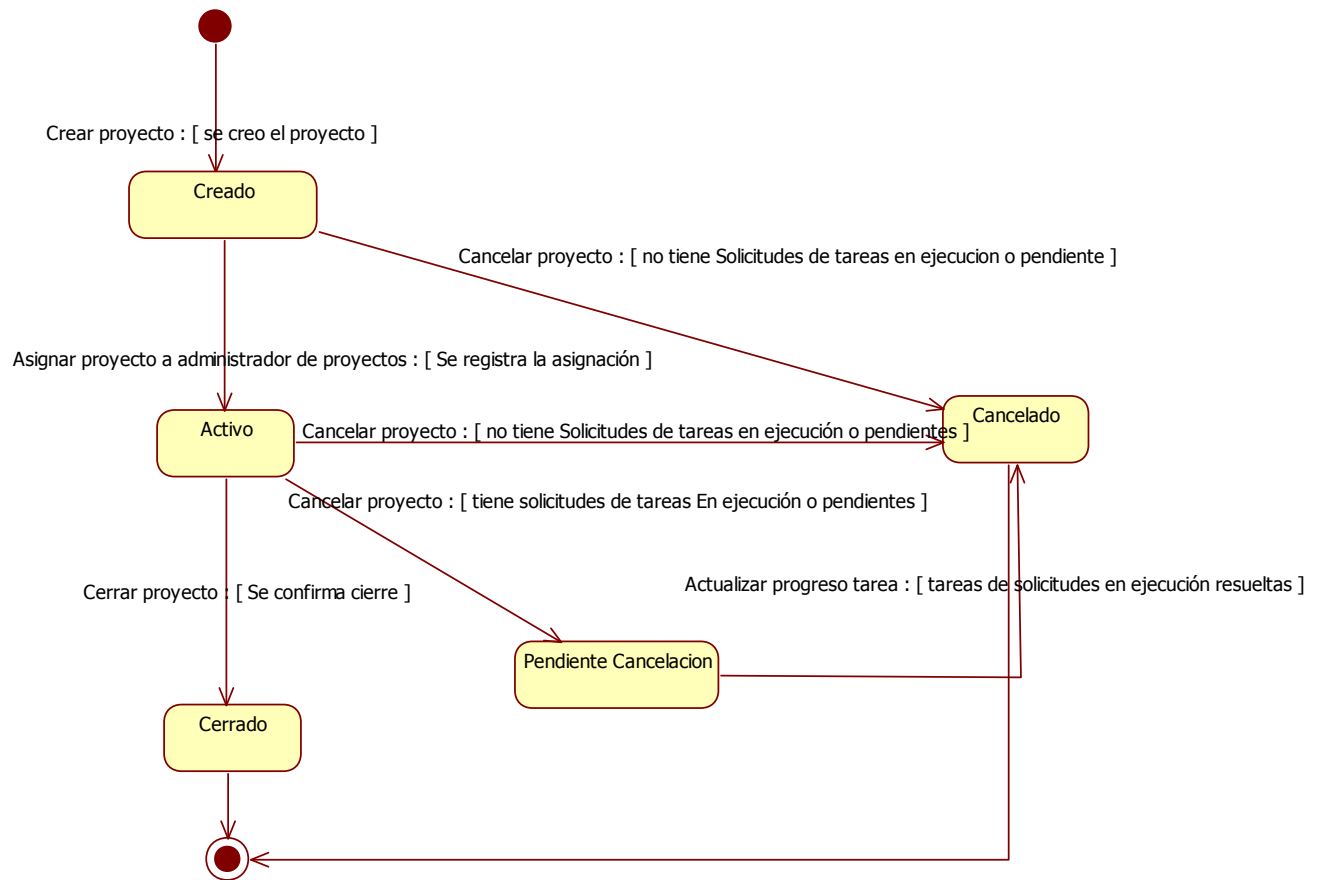 Crear proyecto : [ se creo el proyecto ]
Creado
Cancelar proyecto : [ no tiene Solicitudes de tareas en ejecucion o pendiente ]
Asignar proyecto a administrador de proyectos : [ Se registra la asignación ]
Cancelado
Activo
Cancelar proyecto : [ no tiene Solicitudes de tareas en ejecución o pendientes ]
Cancelar proyecto : [ tiene solicitudes de tareas En ejecución o pendientes ]
Actualizar progreso tarea : [ tareas de solicitudes en ejecución resueltas ]
Cerrar proyecto : [ Se confirma cierre ]
Pendiente Cancelacion
Cerrado